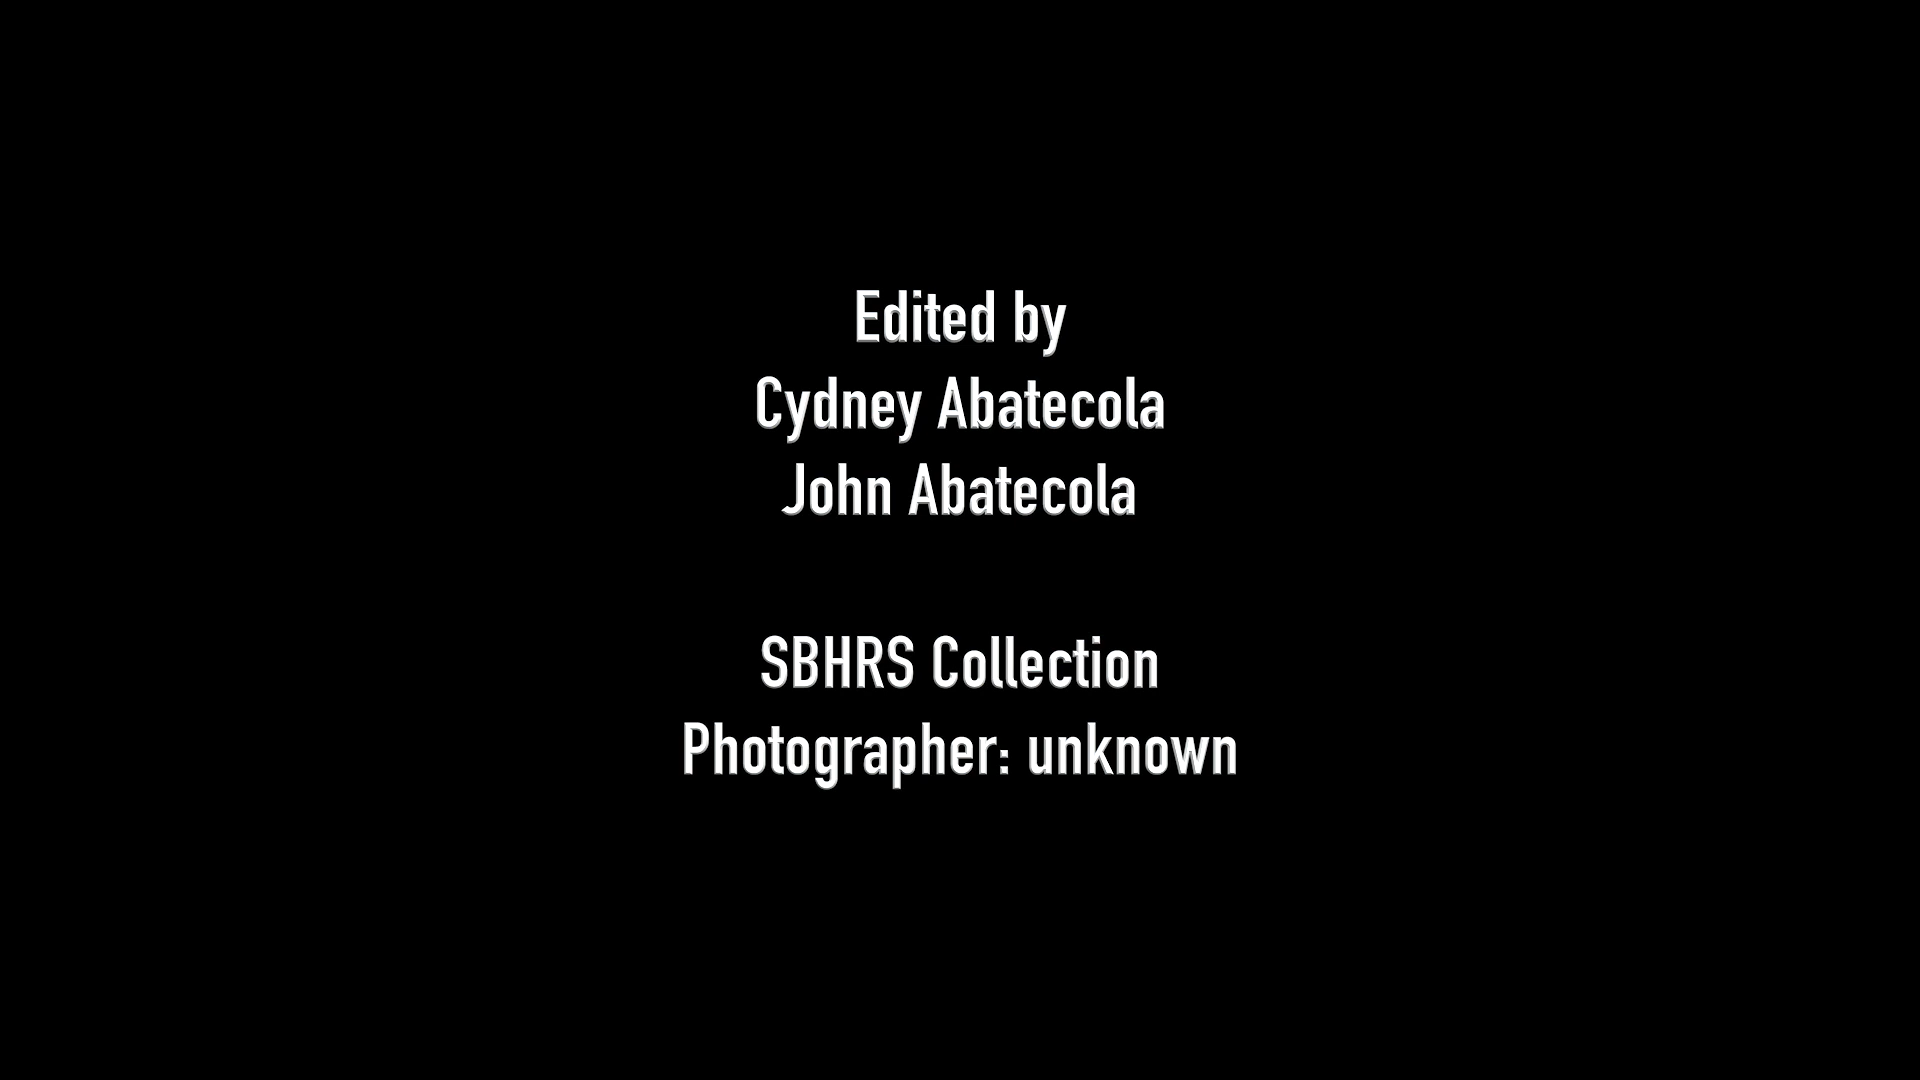 Edited by
Cydney Abatecola
John Abatecola
SBHRS Collection
Photographer: unknown